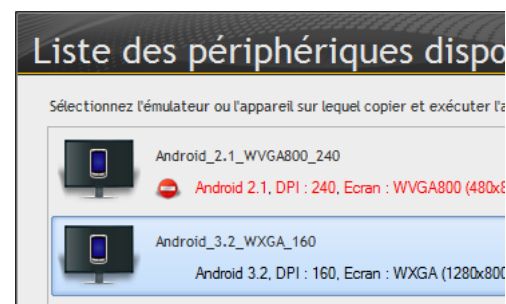 Liste des périphériques dispo
Sélectionnez l'émulateur ou l'appareil sur lequel copier et exécuter l'a
Android_2.1_WVGA800_240
Android 2.1, DPI : 240, Ecran : WVGA800 (480x8
Android_3.2_WXGA_160
Android 3.2, DPI : 160, Ecran : WXGA (1280x800